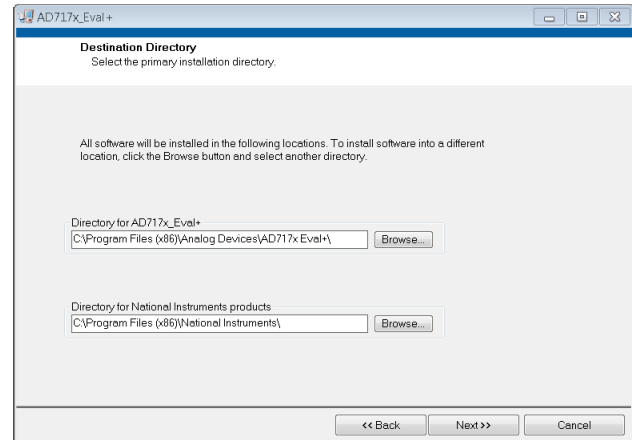 AD717x_Eval+
Destination Directory
Select the primary installation directory.
All software will be installed in the following locations. To install software into a different
location, click the Browse button and select another directory.
Directory for AD717x_Eval+
C:\Program Files (x86)\Analog Devices\AD717x Eval+\
Browse...
Directory for National Instruments products
C:\Program Files (x86)\National Instruments\
Browse...
<< Back
Next >>
Cancel